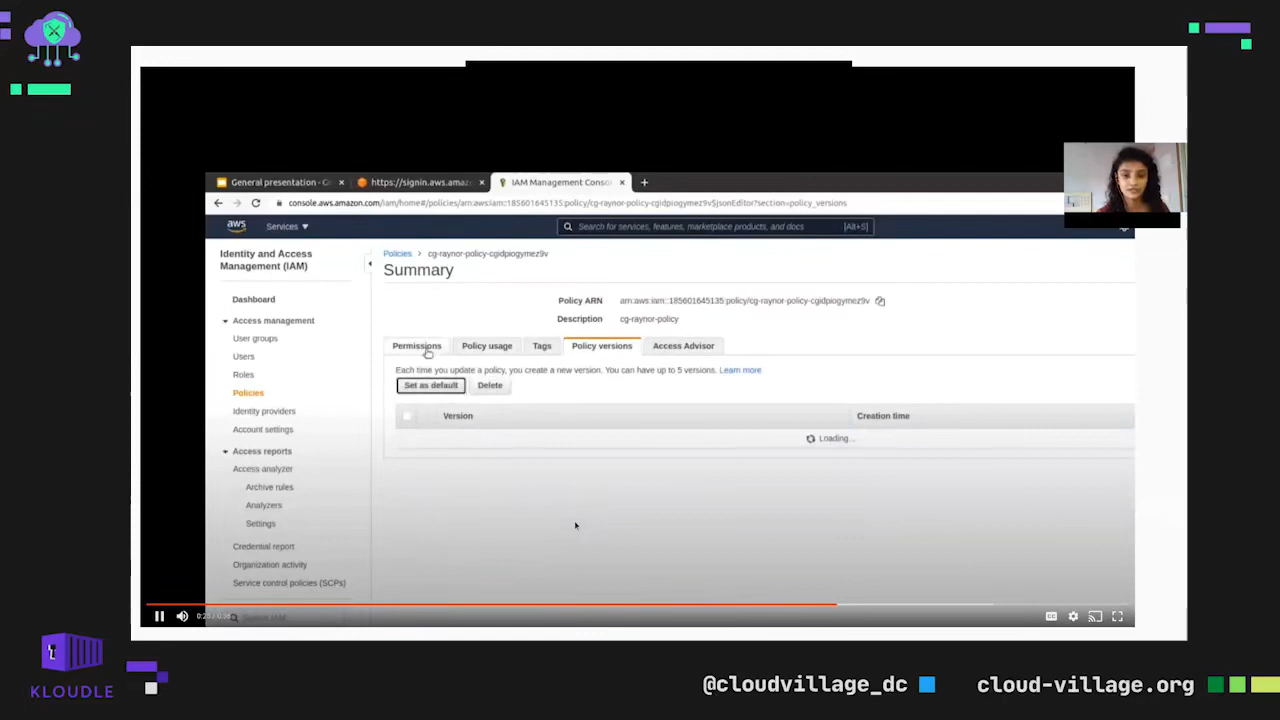 General presentation - G
https://signin.aws.amaz
IAM Management Conso
console.aws.amazon.com/iam/home#/policies/arn:aws:iam::185601645135:policy/cg-raynor-policy-cgidpiogymez9v$jsonEditor?section=policy_versions
aws
Services
Search for services, features, marketplace products, and docs
[Alt+S]
Identity and Access
Management (IAM)
Dashboard
Access management
User groups
Users
Roles
Policies
Identity providers
Account settings
Access reports
Access analyzer
Archive rules
Analyzers
Settings
Credential report
Organization activity
Service control policies (SCPs)
Policies > cg-raynor-policy-cgidpiogymez9v
Summary
Policy ARN arn:aws:iam::185601645135:policy/cg-raynor-policy-cgidpiogymez9v
Description cg-raynor-policy
Permissions
Policy usage
Tags
Policy versions
Access Advisor
Each time you update a policy, you create a new version. You can have up to 5 versions. Learn more
Set as default
Delete
Version
Creation time
Loading...
CC
KLOUDLE
@cloudvillage_dc
cloud-village.org